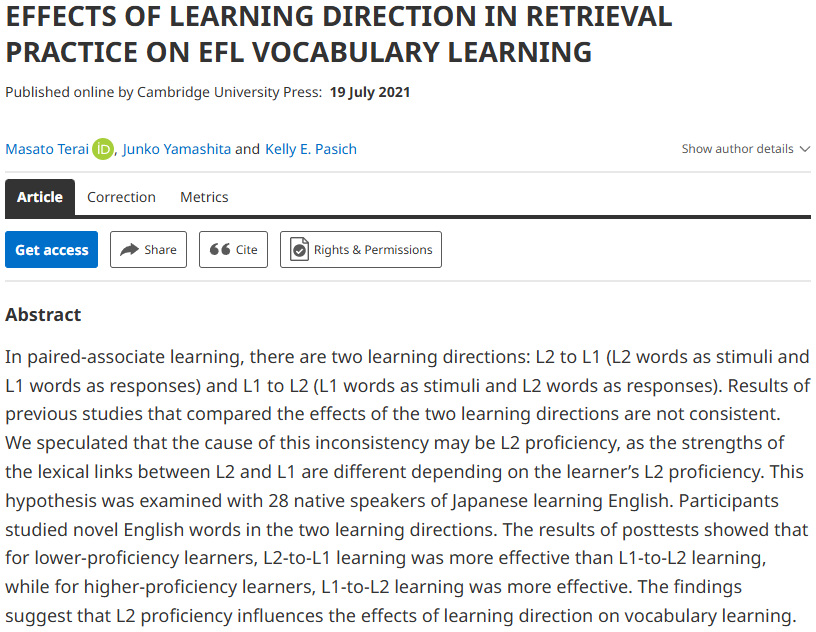 EFFECTS OF LEARNING DIRECTION IN RETRIEVAL
PRACTICE ON EFL VOCABULARY LEARNING
Published online by Cambridge University Press: 19 July 2021
Masato Terai iD, Junko Yamashita and Kelly E. Pasich
Show author details
Article Correction Metrics
Get access Share Cite Rights & Permissions
Abstract
In paired-associate learning, there are two learning directions: L2 to L1 (L2 words as stimuli and
L1 words as responses) and L1 to L2 (L1 words as stimuli and L2 words as responses). Results of
previous studies that compared the effects of the two learning directions are not consistent.
We speculated that the cause of this inconsistency may be L2 proficiency, as the strengths of
the lexical links between L2 and L1 are different depending on the learner's L2 proficiency. This
hypothesis was examined with 28 native speakers of Japanese learning English. Participants
studied novel English words in the two learning directions. The results of posttests showed that
for lower-proficiency learners, L2-to-L1 learning was more effective than L1-to-L2 learning,
while for higher-proficiency learners, L1-to-L2 learning was more effective. The findings
suggest that L2 proficiency influences the effects of learning direction on vocabulary learning.